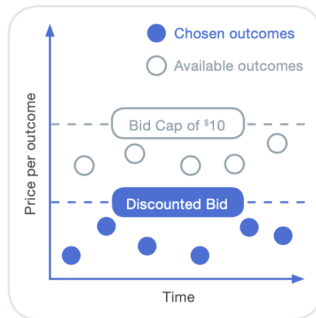 Chosen outcomes
Available outcomes
Bid Cap of $10
Discounted Bid
Price per outcome
Time